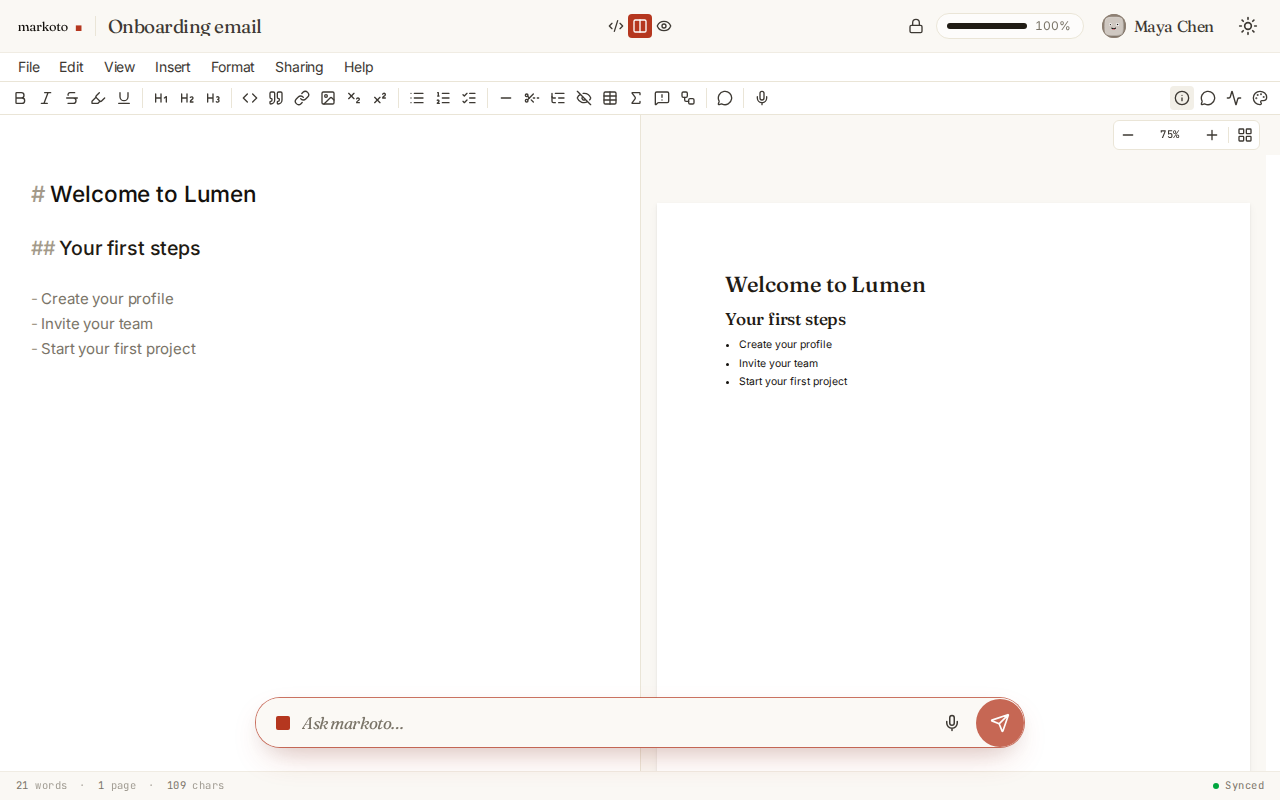 markoto
Onboarding email
100%
Maya Chen
File Edit View Insert Format Sharing Help
H1 H2 H3
75%
# Welcome to Lumen
## Your first steps
- Create your profile
- Invite your team
- Start your first project
Welcome to Lumen
Your first steps
• Create your profile
• Invite your team
• Start your first project
Ask markoto...
21 words · 1 page · 109 chars
Synced